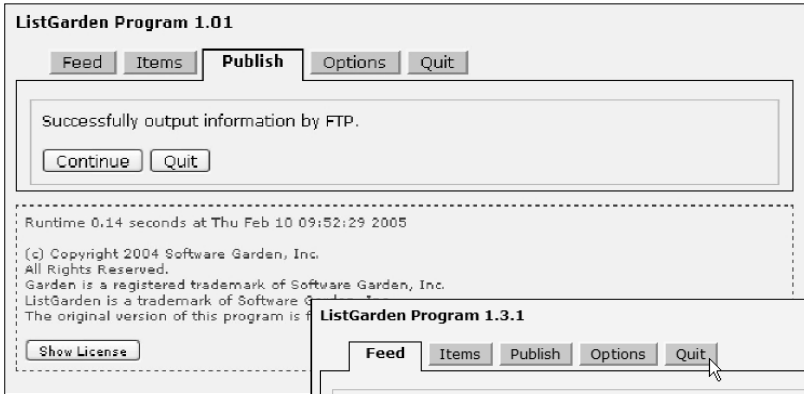 ListGarden Program 1.01
Feed Items Publish Options Quit
Successfully output information by FTP.
Continue Quit
Runtime 0.14 seconds at Thu Feb 10 09:52:29 2005
(c) Copyright 2004 Software Garden, Inc.
All Rights Reserved.
Garden is a registered trademark of Software Garden, Inc.
ListGarden is a trademark of Software
The original version of this program is
Show License
ListGarden Program 1.3.1
Feed Items Publish Options Quit